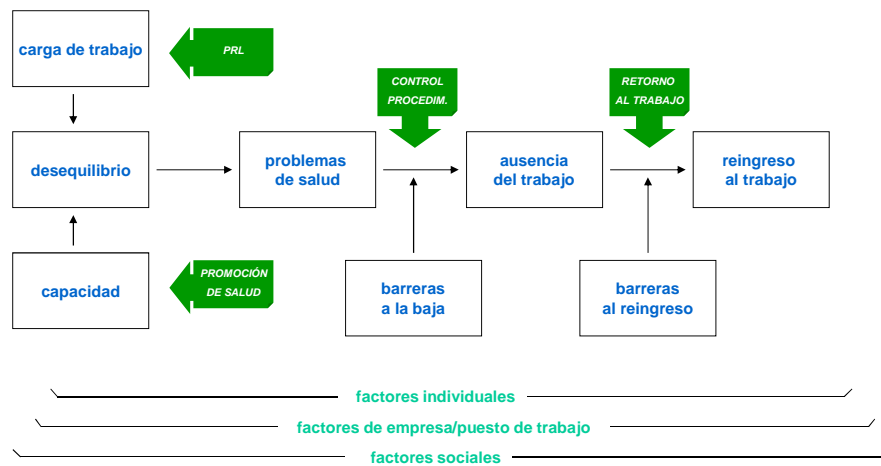 carga de trabajo
PRL
CONTROL
PROCEDIM.
RETORNO
AL TRABAJO
desequilibrio
problemas
de salud
ausencia
del trabajo
reingreso
al trabajo
capacidad
PROMOCIÓN
DE SALUD
barreras
a la baja
barreras
al reingreso
factores individuales
factores de empresa/puesto de trabajo
factores sociales